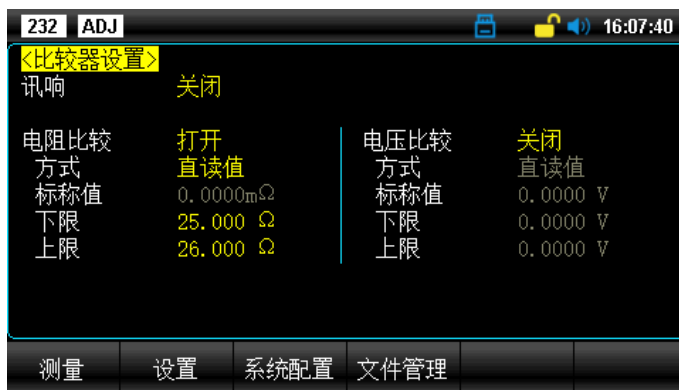 232 ADJ 16:07:40
<比较器设置>
讯响 关闭
电阻比较 打开 电压比较 关闭
方式 直读值 方式 直读值
标称值 0.0000mΩ 标称值 0.0000 V
下限 25.000 Ω 下限 0.0000 V
上限 26.000 Ω 上限 0.0000 V
测量 设置 系统配置 文件管理